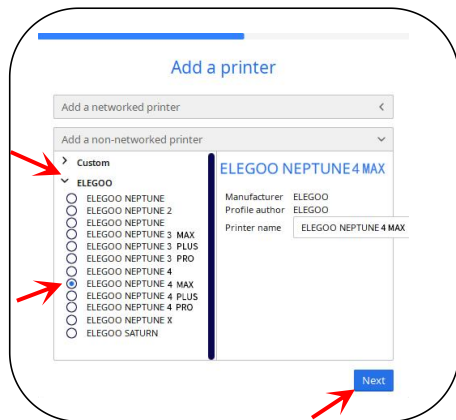 Add a printer
Add a networked printer
Add a non-networked printer
Custom
ELEGOO
ELEGOO NEPTUNE
ELEGOO NEPTUNE 2
ELEGOO NEPTUNE
ELEGOO NEPTUNE 3 MAX
ELEGOO NEPTUNE 3 PLUS
ELEGOO NEPTUNE 3 PRO
ELEGOO NEPTUNE 4
ELEGOO NEPTUNE 4 MAX
ELEGOO NEPTUNE 4 PLUS
ELEGOO NEPTUNE 4 PRO
ELEGOO NEPTUNE X
ELEGOO SATURN
ELEGOO NEPTUNE 4 MAX
Manufacturer ELEGOO
Profile author ELEGOO
Printer name ELEGOO NEPTUNE 4 MAX
Next